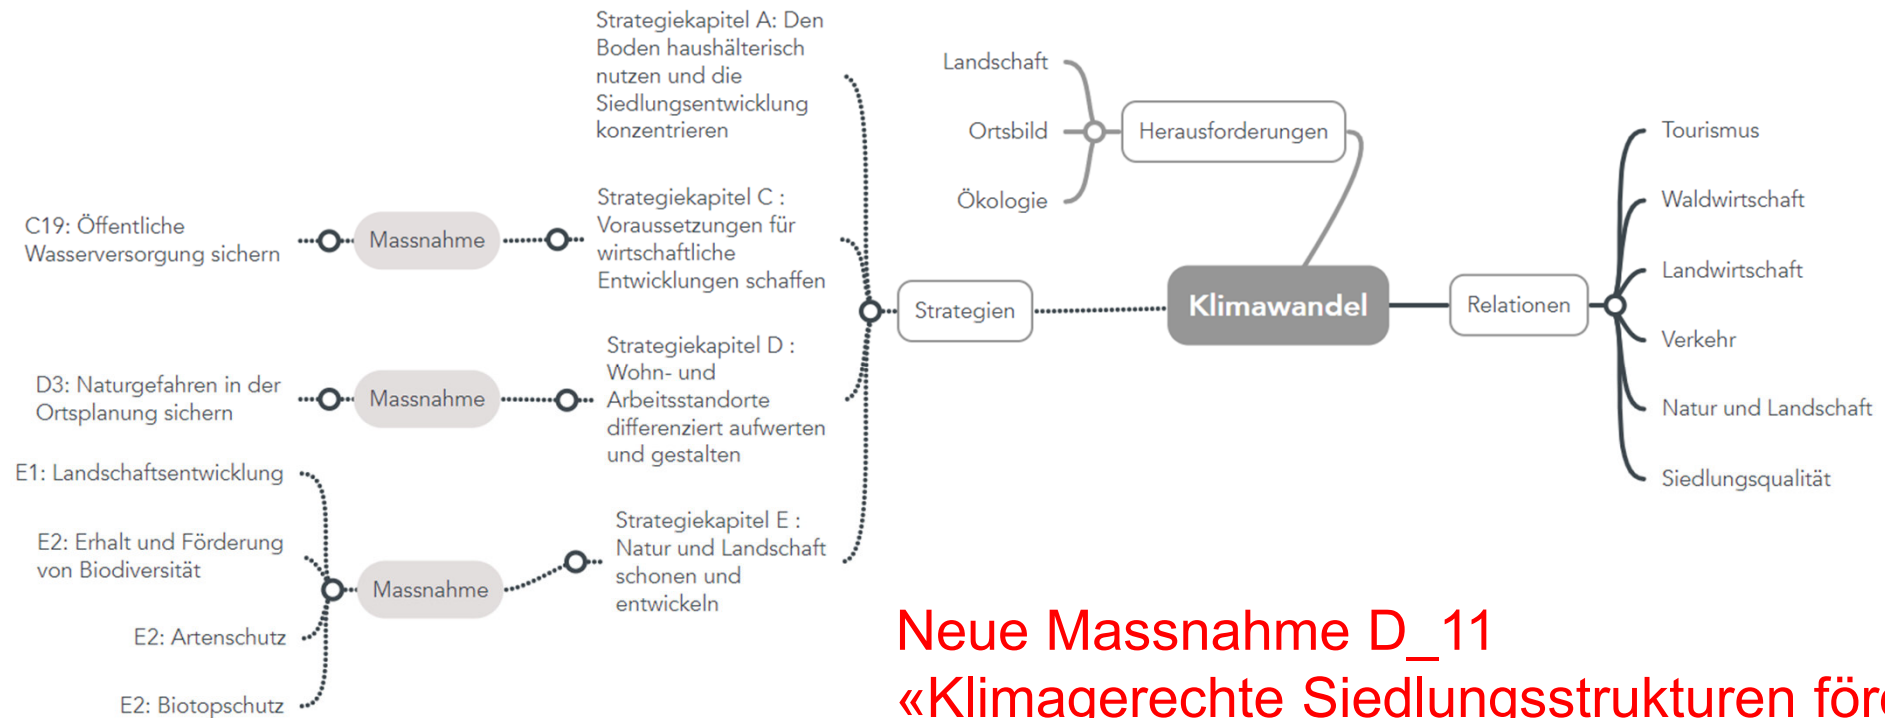 Strategiekapitel A: Den
Boden haushälterisch
nutzen und die
Siedlungsentwicklung
konzentrieren
C19: Öffentliche
Wasserversorgung sichern
Massnahme
Strategiekapitel C :
Voraussetzungen für
wirtschaftliche
Entwicklungen schaffen
D3: Naturgefahren in der
Ortsplanung sichern
Massnahme
Strategiekapitel D :
Wohn- und
Arbeitsstandorte
differenziert aufwerten
und gestalten
E1: Landschaftsentwicklung
E2: Erhalt und Förderung
von Biodiversität
E2: Artenschutz
E2: Biotopschutz
Massnahme
Strategiekapitel E :
Natur und Landschaft
schonen und
entwickeln
Strategien
Landschaft
Ortsbild
Ökologie
Herausforderungen
Klimawandel
Relationen
Tourismus
Waldwirtschaft
Landwirtschaft
Verkehr
Natur und Landschaft
Siedlungsqualität
Neue Massnahme D_11
«Klimagerechte Siedlungsstrukturen